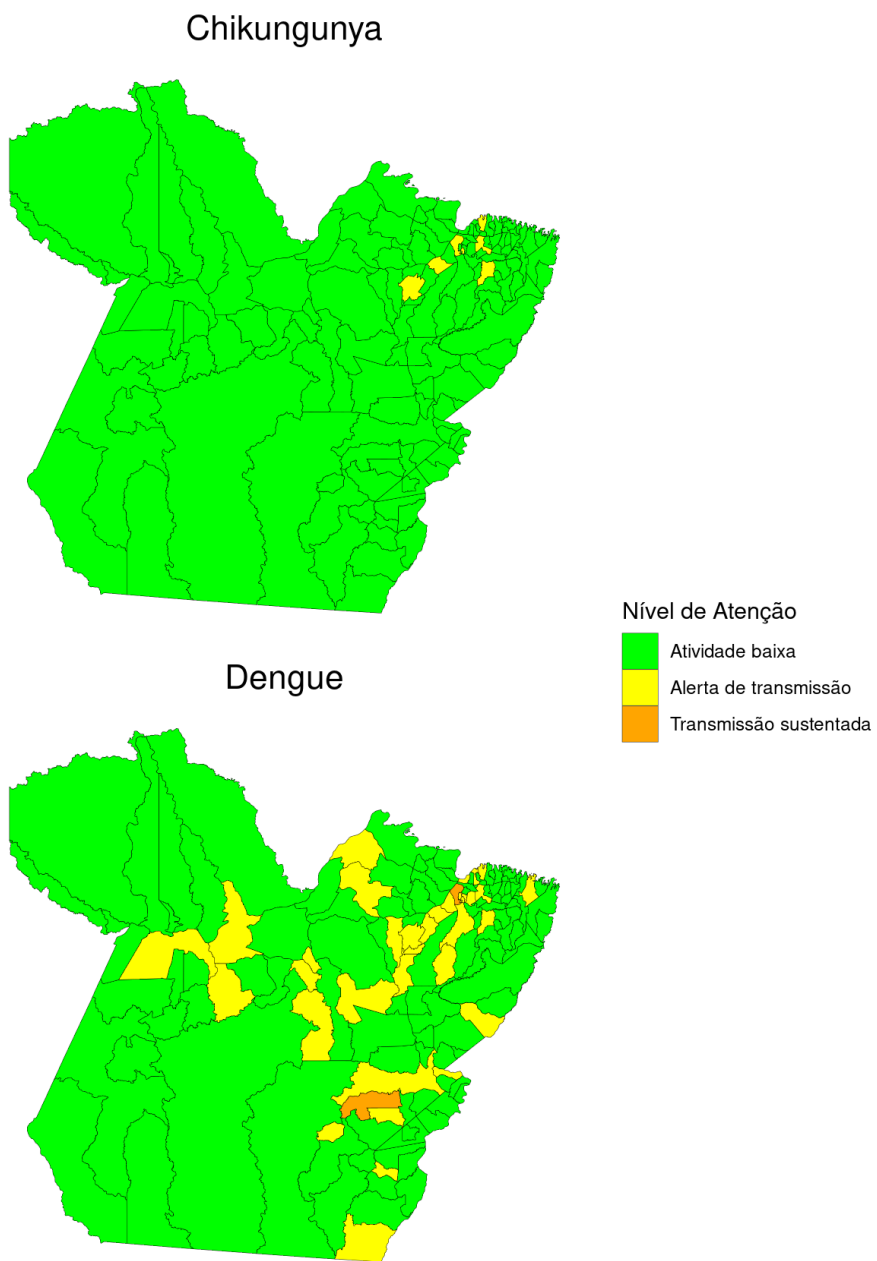 Chikungunya
Nível de Atenção
Atividade baixa
Alerta de transmissão
Transmissão sustentada
Dengue